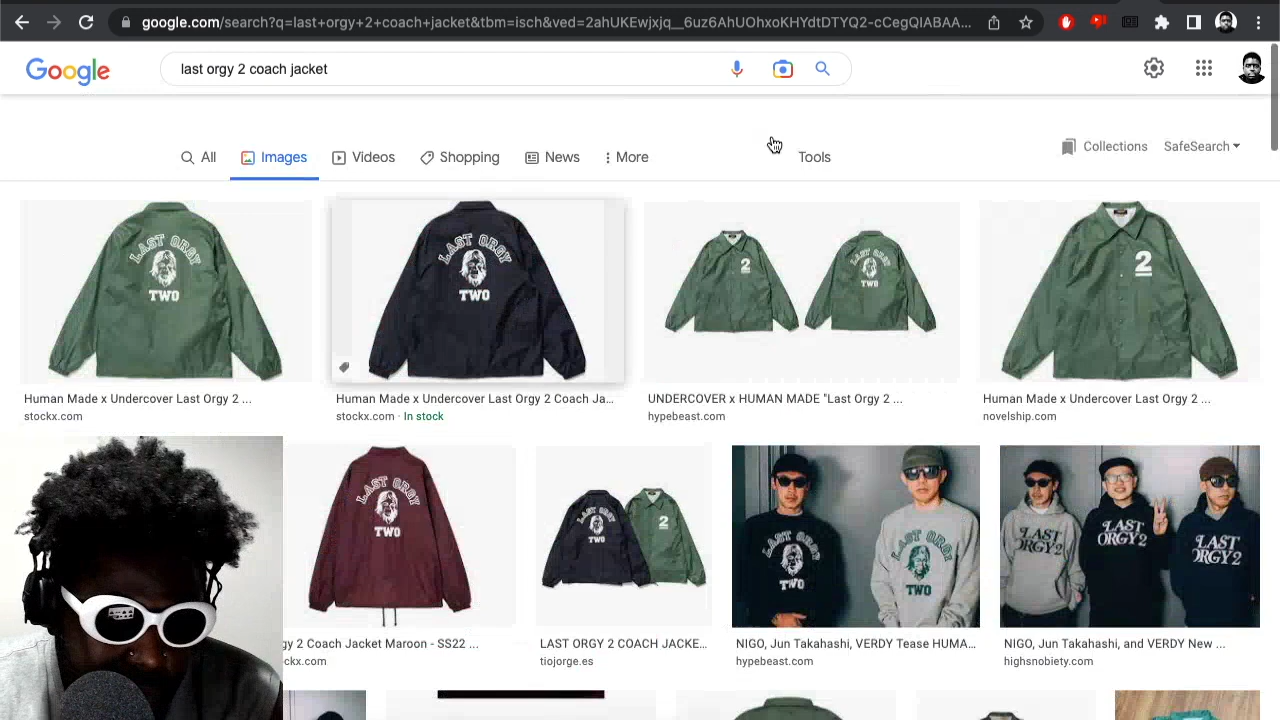 google.com/search?q=last+orgy+2+coach+jacket&tbm=isch&ved=2ahUKEwjxjq__6uz6AhUOhxoKHYdtDTYQ2-cCegQIABAA...
Google
last orgy 2 coach jacket
All
Images
Videos
Shopping
News
More
Tools
Collections
SafeSearch
LAST ORGY
TWO
LAST ORGY
TWO
2
LAST ORGY
TWO
2
Human Made x Undercover Last Orgy 2 ...
stockx.com
Human Made x Undercover Last Orgy 2 Coach Ja...
stockx.com · In stock
UNDERCOVER x HUMAN MADE "Last Orgy 2 ...
hypebeast.com
Human Made x Undercover Last Orgy 2 ...
novelship.com
LAST ORGY
TWO
LAST ORGY
TWO
2
LAST ORGY
TWO
LAST ORGY
TWO
LAST
ORGY2
LAST
ORGY2
LAST
ORGY2
gy 2 Coach Jacket Maroon - SS22 ...
ckx.com
LAST ORGY 2 COACH JACKE...
tiojorge.es
NIGO, Jun Takahashi, VERDY Tease HUMA...
hypebeast.com
NIGO, Jun Takahashi, and VERDY New ...
highsnobiety.com